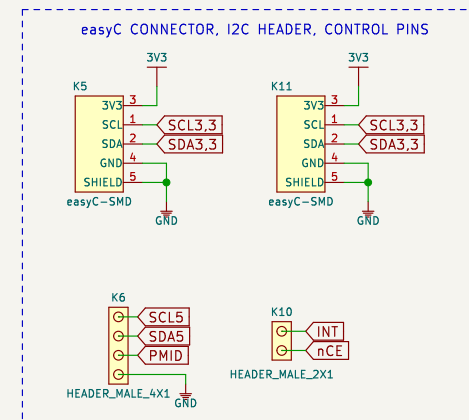 easyC CONNECTOR, I2C HEADER, CONTROL PINS
3V3 3V3
K5 K11
3V3 3 3V3 3
SCL 1 SCL3,3 SCL 1 SCL3,3
SDA 2 SDA3,3 SDA 2 SDA3,3
GND 4 GND 4
SHIELD 5 SHIELD 5
easyC-SMD easyC-SMD
GND GND
K6
SCL5
SDA5
PMID
HEADER_MALE_4X1
GND
K10
INT
nCE
HEADER_MALE_2X1